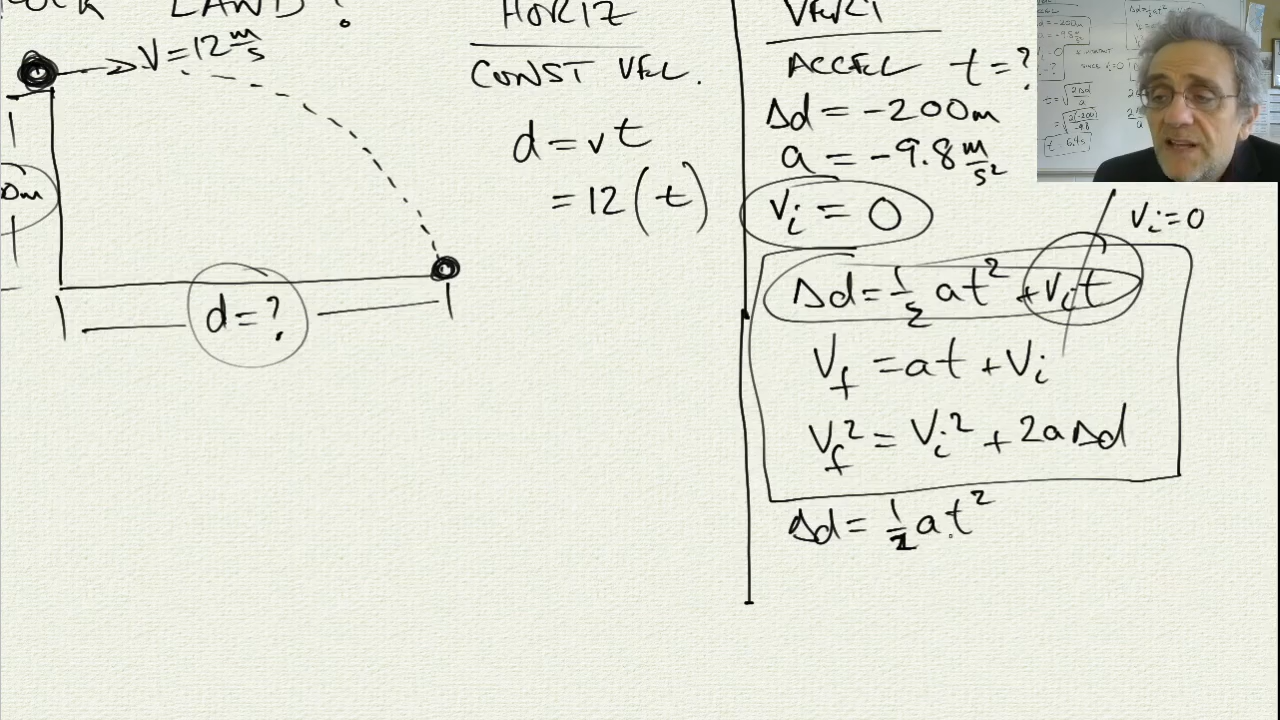 LAND?
V=12 m/s
0m
d=?
HORIZ
CONST VEL.
d=vt
=12(t)
VERT
ACCEL t=?
Δd=-200m
a=-9.8 m/s²
Vi=0
Vi=0
Δd=½at²+Vit
Vf=at+Vi
Vf²=Vi²+2aΔd
Δd=½at²